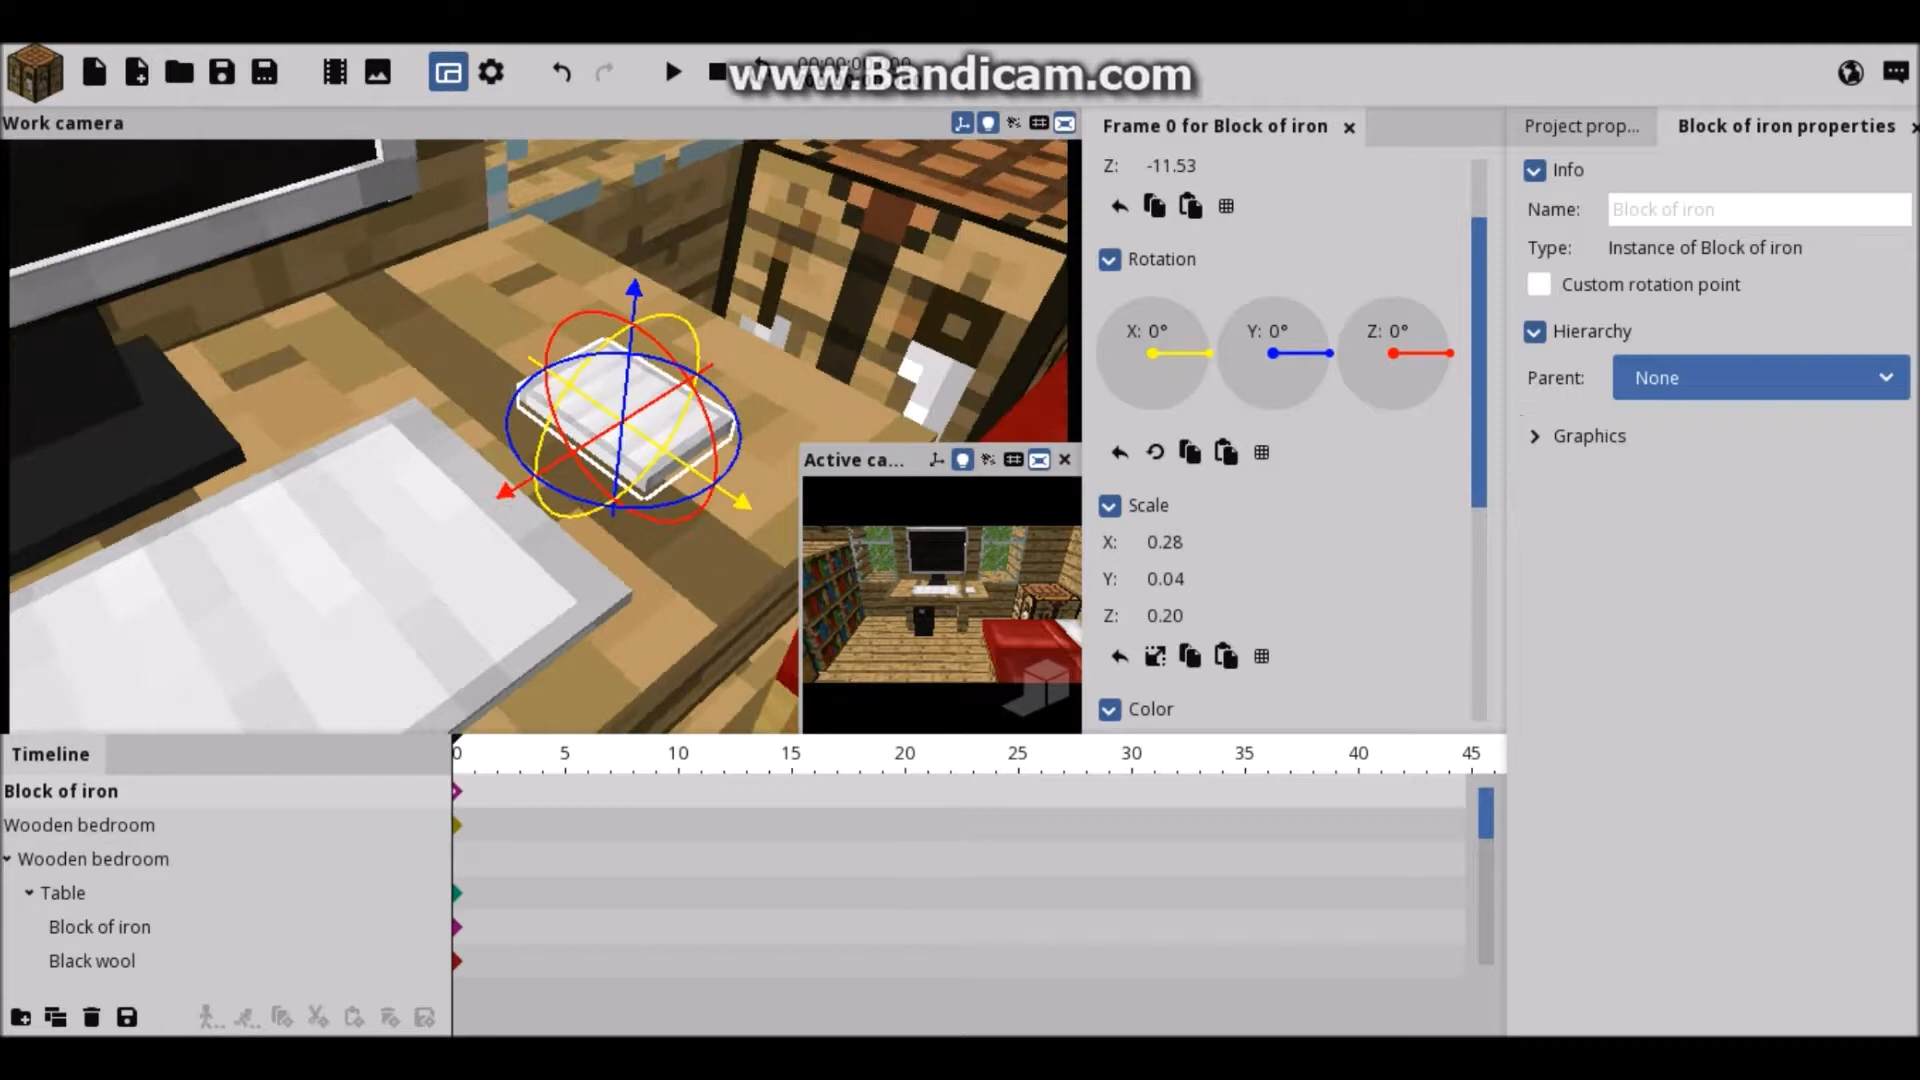 www.Bandicam.com
Work camera
Frame 0 for Block of iron
Project prop...
Block of iron properties
Z: -11.53
Info
Name: Block of iron
Type: Instance of Block of iron
Custom rotation point
Rotation
X: 0° Y: 0° Z: 0°
Hierarchy
Parent: None
Graphics
Active ca...
Scale
X: 0.28
Y: 0.04
Z: 0.20
Color
Timeline
0 5 10 15 20 25 30 35 40 45
Block of iron
Wooden bedroom
Wooden bedroom
Table
Block of iron
Black wool